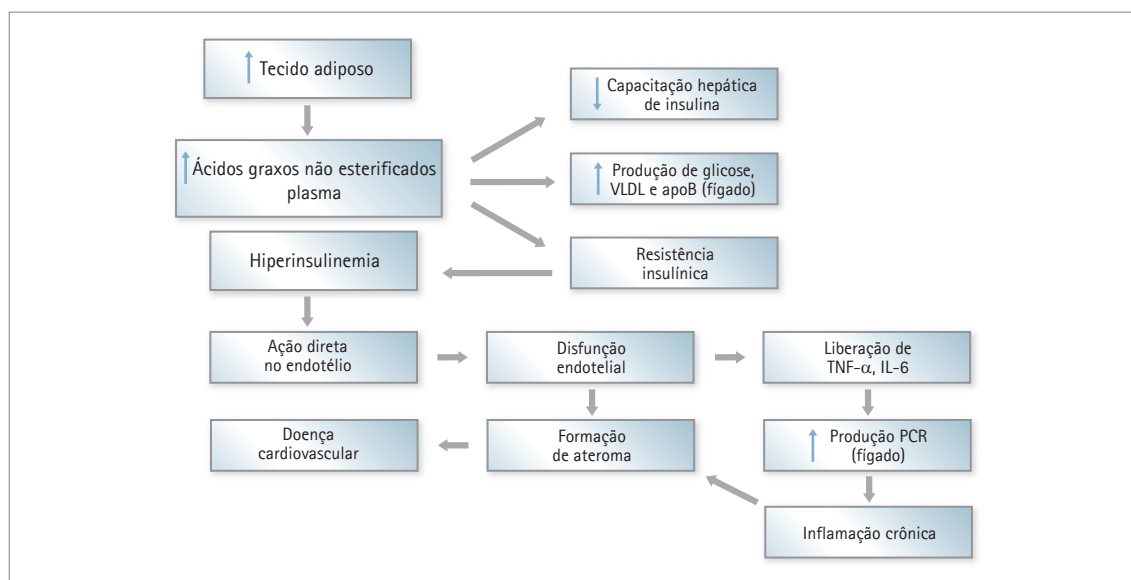 ↑ Tecido adiposo
↓ Capacitação hepática
de insulina
↑ Ácidos graxos não esterificados
plasma
↑ Produção de glicose,
VLDL e apoB (fígado)
Hiperinsulinemia
Resistência
insulínica
Ação direta
no endotélio
Disfunção
endotelial
Liberação de
TNF-α, IL-6
Doença
cardiovascular
Formação
de ateroma
↑ Produção PCR
(fígado)
Inflamação crônica